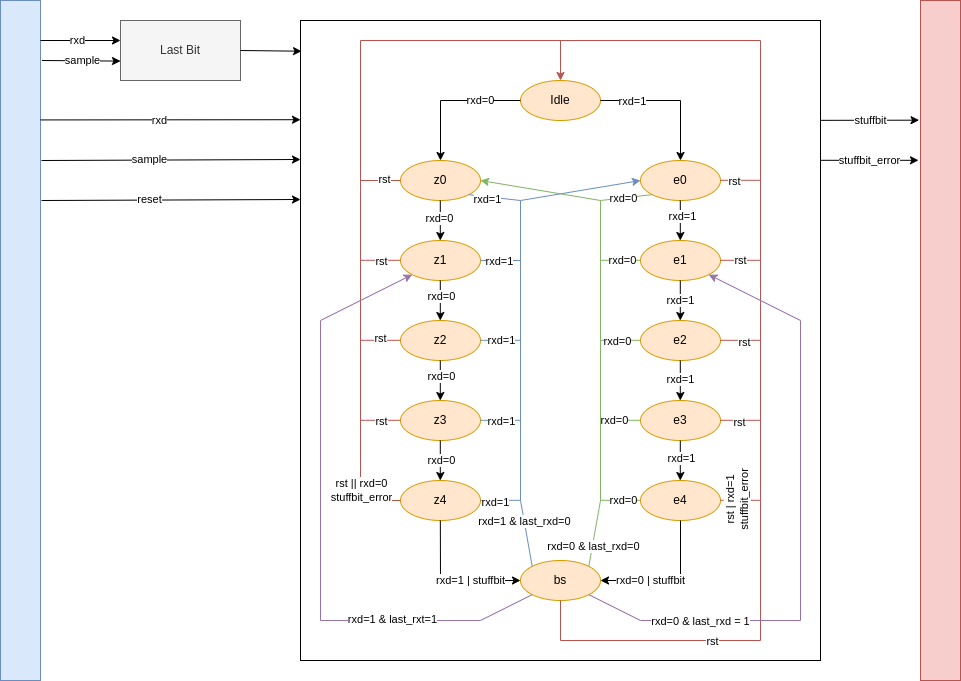 rxd
sample
Last Bit
rxd
sample
reset
stuffbit
stuffbit_error
Idle
rxd=0
rxd=1
rst
z0
e0
rst
rxd=1
rxd=0
rxd=0
rxd=1
rst
z1
rxd=1
rxd=0
e1
rst
rxd=0
rxd=1
rst
z2
rxd=1
rxd=0
e2
rst
rxd=0
rxd=1
rst
z3
rxd=1
rxd=0
e3
rst
rxd=0
rxd=1
rst || rxd=0
stuffbit_error
z4
rxd=1
rxd=0
e4
rst | rxd=1
stuffbit_error
rxd=1 & last_rxd=0
rxd=0 & last_rxd=0
rxd=1 | stuffbit
bs
rxd=0 | stuffbit
rxd=1 & last_rxt=1
rxd=0 & last_rxd = 1
rst